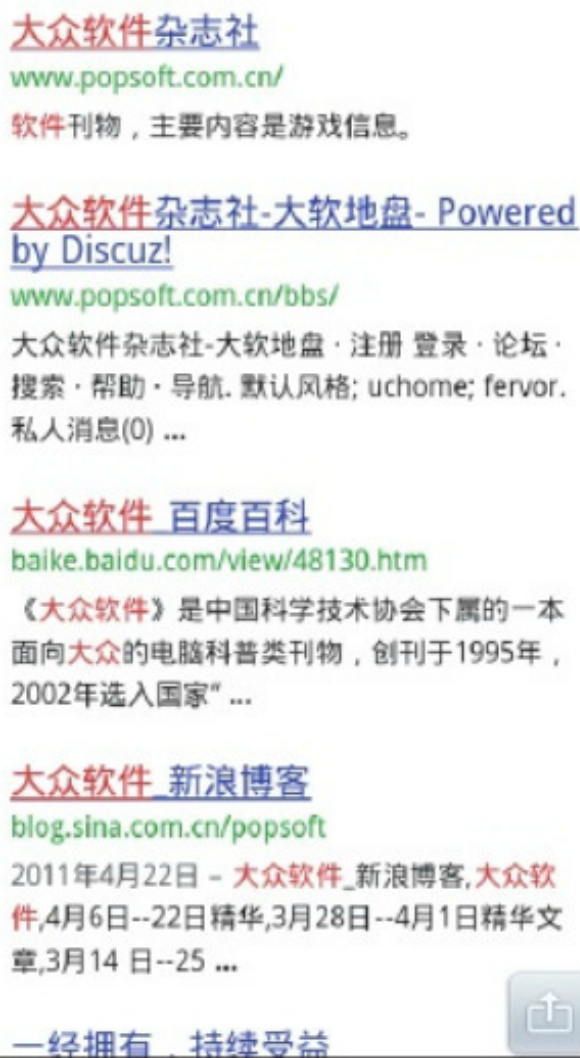 大众软件杂志社
www.popsoft.com.cn/
软件刊物，主要内容是游戏信息。
大众软件杂志社-大软地盘- Powered
by Discuz!
www.popsoft.com.cn/bbs/
大众软件杂志社-大软地盘 · 注册 登录 · 论坛 ·
搜索 · 帮助 · 导航. 默认风格; uchome; fervor.
私人消息(0) ...
大众软件_百度百科
baike.baidu.com/view/48130.htm
《大众软件》是中国科学技术协会下属的一本
面向大众的电脑科普类刊物，创刊于1995年，
2002年选入国家“ ...
大众软件_新浪博客
blog.sina.com.cn/popsoft
2011年4月22日 – 大众软件_新浪博客,大众软
件,4月6日--22日精华,3月28日--4月1日精华文
章,3月14 日--25 ...
一经拥有，持续受益